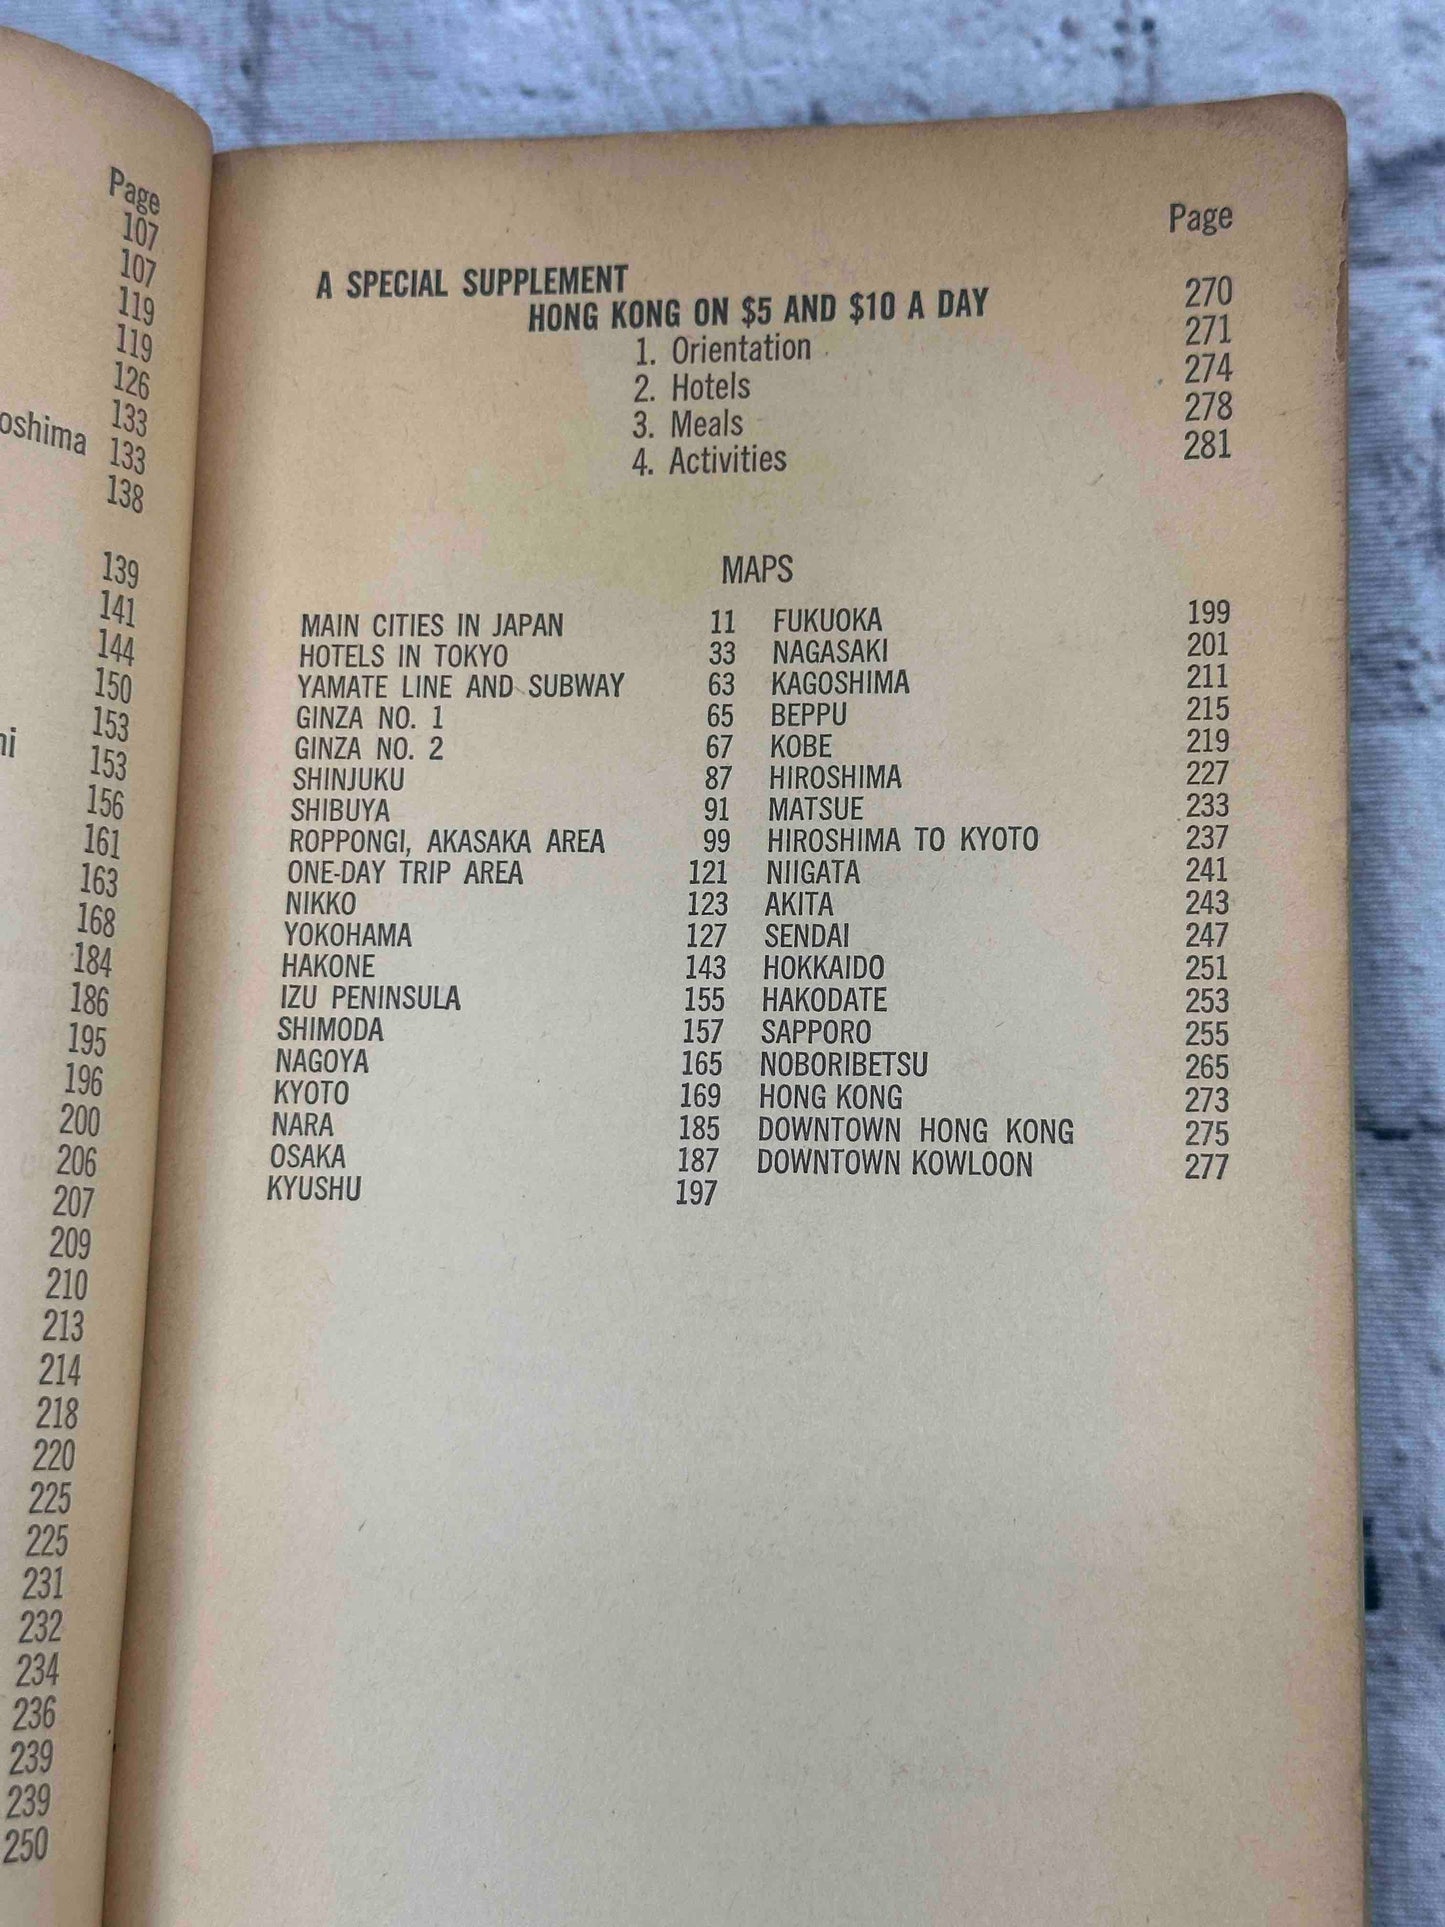 Page
107
107
119
119
126
133
oshima 133
138
139
141
144
150
153
ni 153
156
161
163
168
184
186
195
196
200
206
207
209
210
213
214
218
220
225
225
231
232
234
236
239
239
250
Page
A SPECIAL SUPPLEMENT
HONG KONG ON $5 AND $10 A DAY 270
1. Orientation 271
2. Hotels 274
3. Meals 278
4. Activities 281
MAPS
MAIN CITIES IN JAPAN 11 FUKUOKA 199
HOTELS IN TOKYO 33 NAGASAKI 201
YAMATE LINE AND SUBWAY 63 KAGOSHIMA 211
GINZA NO. 1 65 BEPPU 215
GINZA NO. 2 67 KOBE 219
SHINJUKU 87 HIROSHIMA 227
SHIBUYA 91 MATSUE 233
ROPPONGI, AKASAKA AREA 99 HIROSHIMA TO KYOTO 237
ONE-DAY TRIP AREA 121 NIIGATA 241
NIKKO 123 AKITA 243
YOKOHAMA 127 SENDAI 247
HAKONE 143 HOKKAIDO 251
IZU PENINSULA 155 HAKODATE 253
SHIMODA 157 SAPPORO 255
NAGOYA 165 NOBORIBETSU 265
KYOTO 169 HONG KONG 273
NARA 185 DOWNTOWN HONG KONG 275
OSAKA 187 DOWNTOWN KOWLOON 277
KYUSHU 197